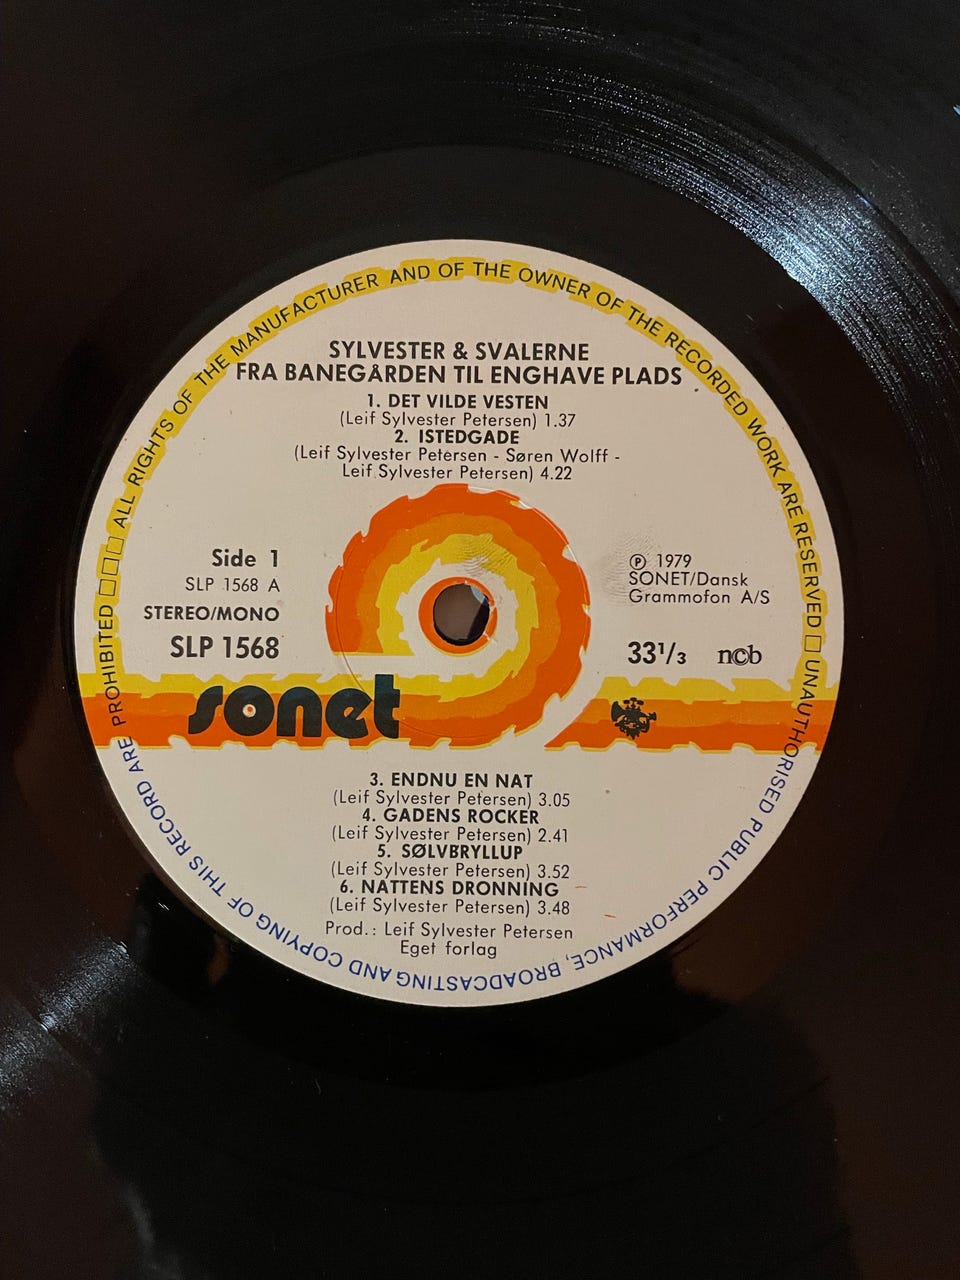 SYLVESTER & SVALERNE
FRA BANEGÅRDEN TIL ENGHAVE PLADS
1. DET VILDE VESTEN
(Leif Sylvester Petersen) 1.37
2. ISTEDGADE
(Leif Sylvester Petersen - Søren Wolff -
Leif Sylvester Petersen) 4.22
Side 1
SLP 1568 A
STEREO/MONO
SLP 1568
℗ 1979
SONET/Dansk
Grammofon A/S
33 1/3 ncb
sonet
3. ENDNU EN NAT
(Leif Sylvester Petersen) 3.05
4. GADENS ROCKER
(Leif Sylvester Petersen) 2.41
5. SØLVBRYLLUP
(Leif Sylvester Petersen) 3.52
6. NATTENS DRONNING
(Leif Sylvester Petersen) 3.48
Prod.: Leif Sylvester Petersen
Eget forlag
ALL RIGHTS OF THE MANUFACTURER AND OF THE OWNER OF THE RECORDED WORK ARE RESERVED □ UNAUTHORISED PUBLIC PERFORMANCE, BROADCASTING AND COPYING OF THIS RECORD ARE PROHIBITED □□□